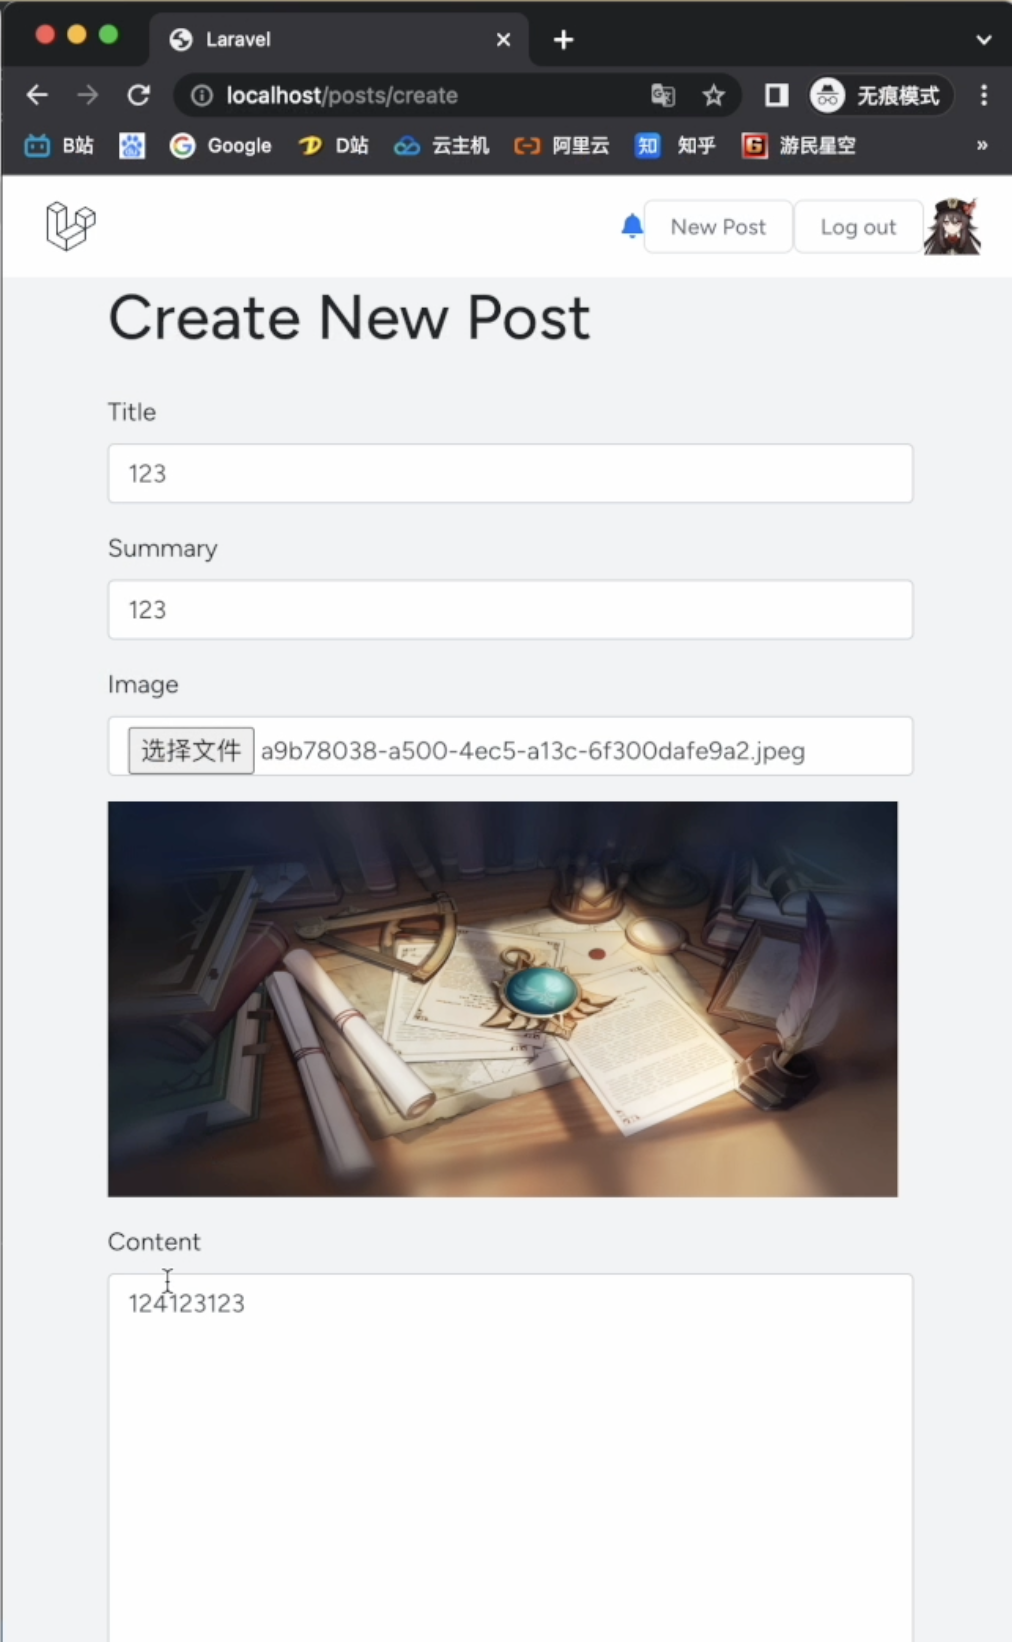 Laravel
localhost/posts/create 无痕模式
B站 Google D站 云主机 阿里云 知 知乎 G 游民星空 »
New Post Log out
Create New Post
Title
123
Summary
123
Image
选择文件 a9b78038-a500-4ec5-a13c-6f300dafe9a2.jpeg
Content
124123123